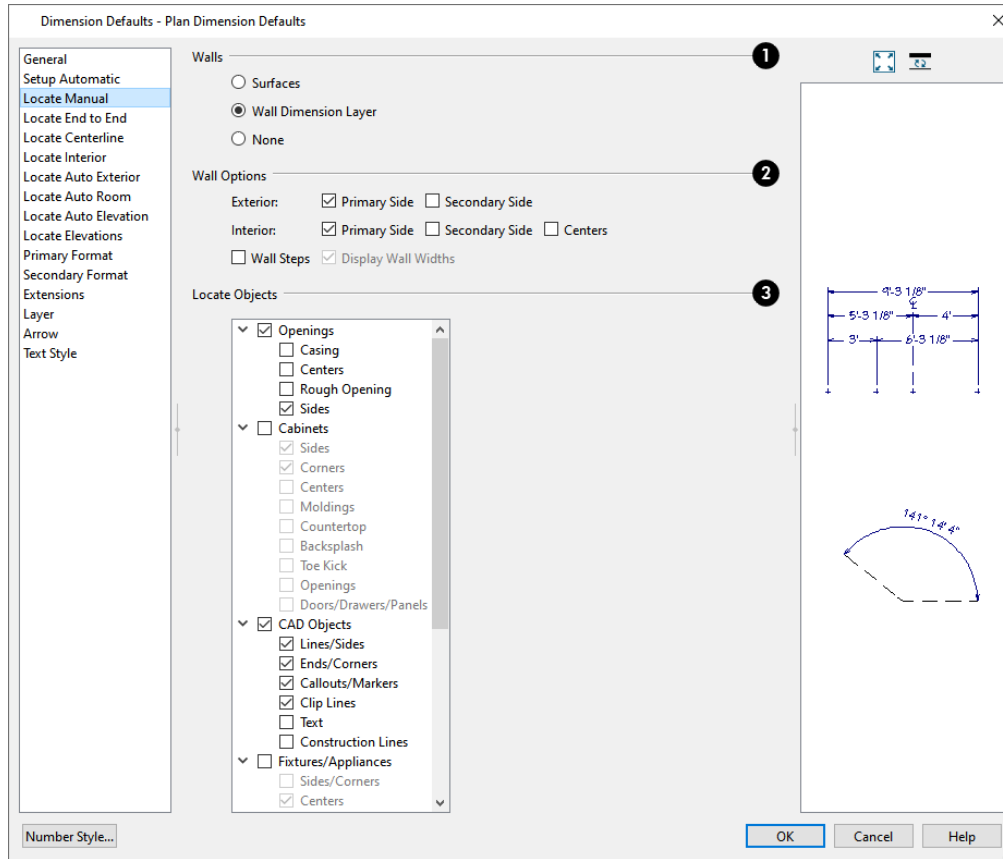 Dimension Defaults - Plan Dimension Defaults
General
Setup Automatic
Locate Manual
Locate End to End
Locate Centerline
Locate Interior
Locate Auto Exterior
Locate Auto Room
Locate Auto Elevation
Locate Elevations
Primary Format
Secondary Format
Extensions
Layer
Arrow
Text Style
Walls 1
Surfaces
Wall Dimension Layer
None
Wall Options 2
Exterior: Primary Side Secondary Side
Interior: Primary Side Secondary Side Centers
Wall Steps Display Wall Widths
Locate Objects 3
Openings
Casing
Centers
Rough Opening
Sides
Cabinets
Sides
Corners
Centers
Moldings
Countertop
Backsplash
Toe Kick
Openings
Doors/Drawers/Panels
CAD Objects
Lines/Sides
Ends/Corners
Callouts/Markers
Clip Lines
Text
Construction Lines
Fixtures/Appliances
Sides/Corners
Centers
9'-3 1/8"
℄
5'-3 1/8" 4'
3' 6'-3 1/8"
141° 14' 4"
Number Style... OK Cancel Help